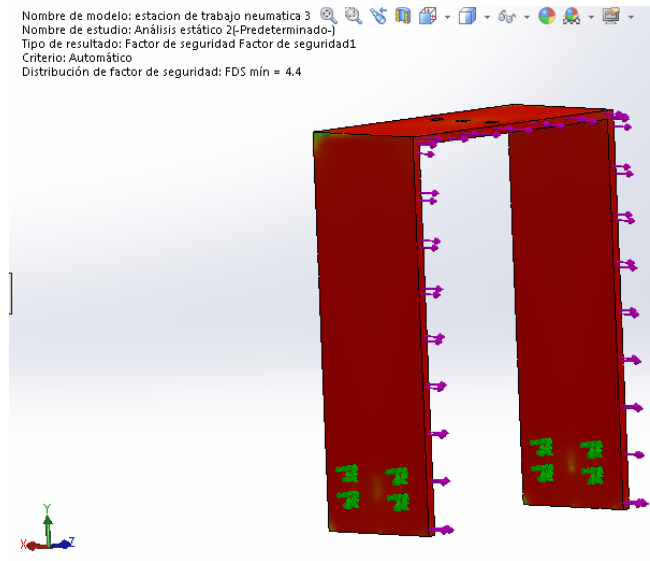 Nombre de modelo: estacion de trabajo neumatica 3
Nombre de estudio: Análisis estático 2(-Predeterminado-)
Tipo de resultado: Factor de seguridad Factor de seguridad1
Criterio: Automático
Distribución de factor de seguridad: FDS mín = 4.4
Y
X
Z